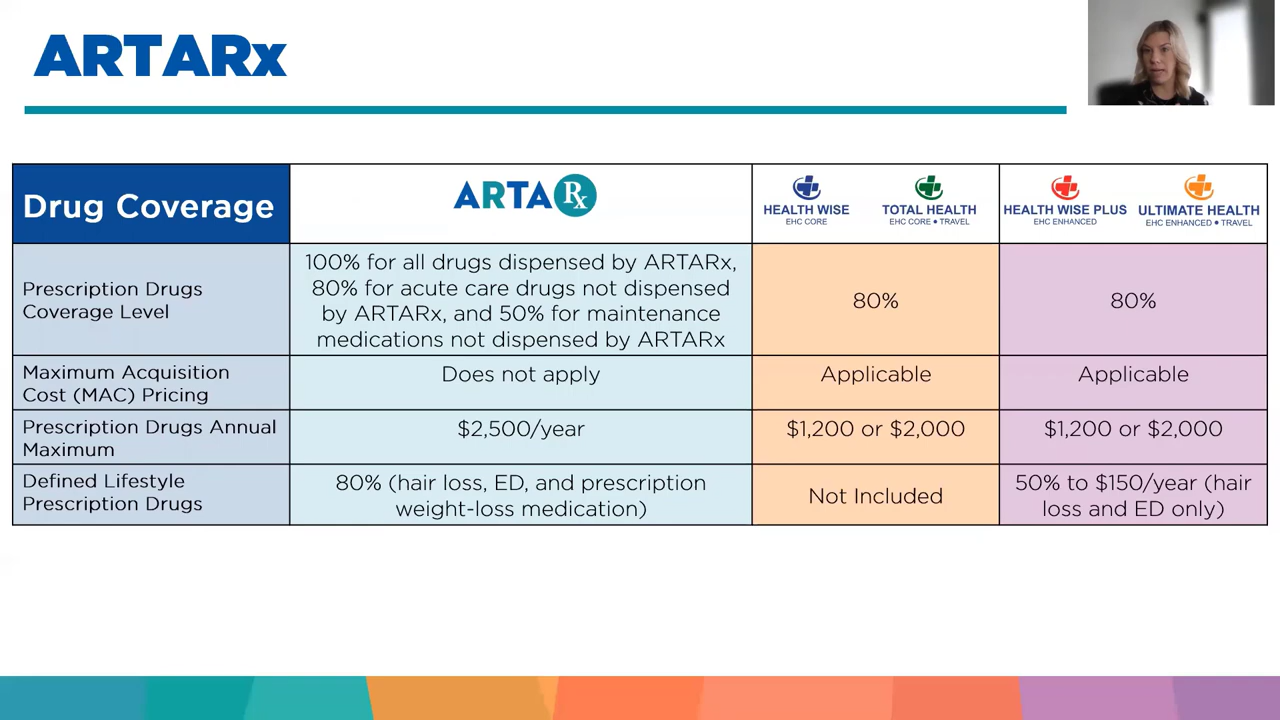 ARTARx
Drug Coverage
ARTA Rx
HEALTH WISE
EHC CORE
TOTAL HEALTH
EHC CORE • TRAVEL
HEALTH WISE PLUS
EHC ENHANCED
ULTIMATE HEALTH
EHC ENHANCED • TRAVEL
Prescription Drugs
Coverage Level
100% for all drugs dispensed by ARTARx,
80% for acute care drugs not dispensed
by ARTARx, and 50% for maintenance
medications not dispensed by ARTARx
80%
80%
Maximum Acquisition
Cost (MAC) Pricing
Does not apply
Applicable
Applicable
Prescription Drugs Annual
Maximum
$2,500/year
$1,200 or $2,000
$1,200 or $2,000
Defined Lifestyle
Prescription Drugs
80% (hair loss, ED, and prescription
weight-loss medication)
Not Included
50% to $150/year (hair
loss and ED only)